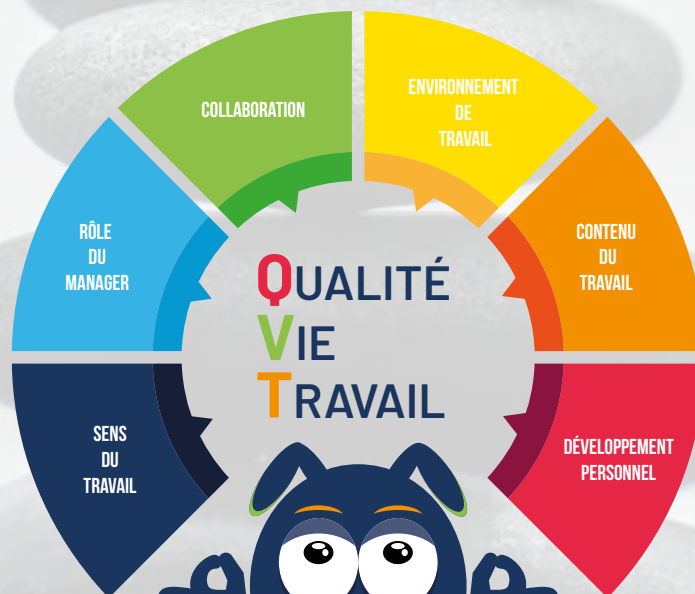 COLLABORATION
ENVIRONNEMENT
DE
TRAVAIL
RÔLE
DU
MANAGER
CONTENU
DU
TRAVAIL
QUALITÉ
VIE
TRAVAIL
SENS
DU
TRAVAIL
DÉVELOPPEMENT
PERSONNEL